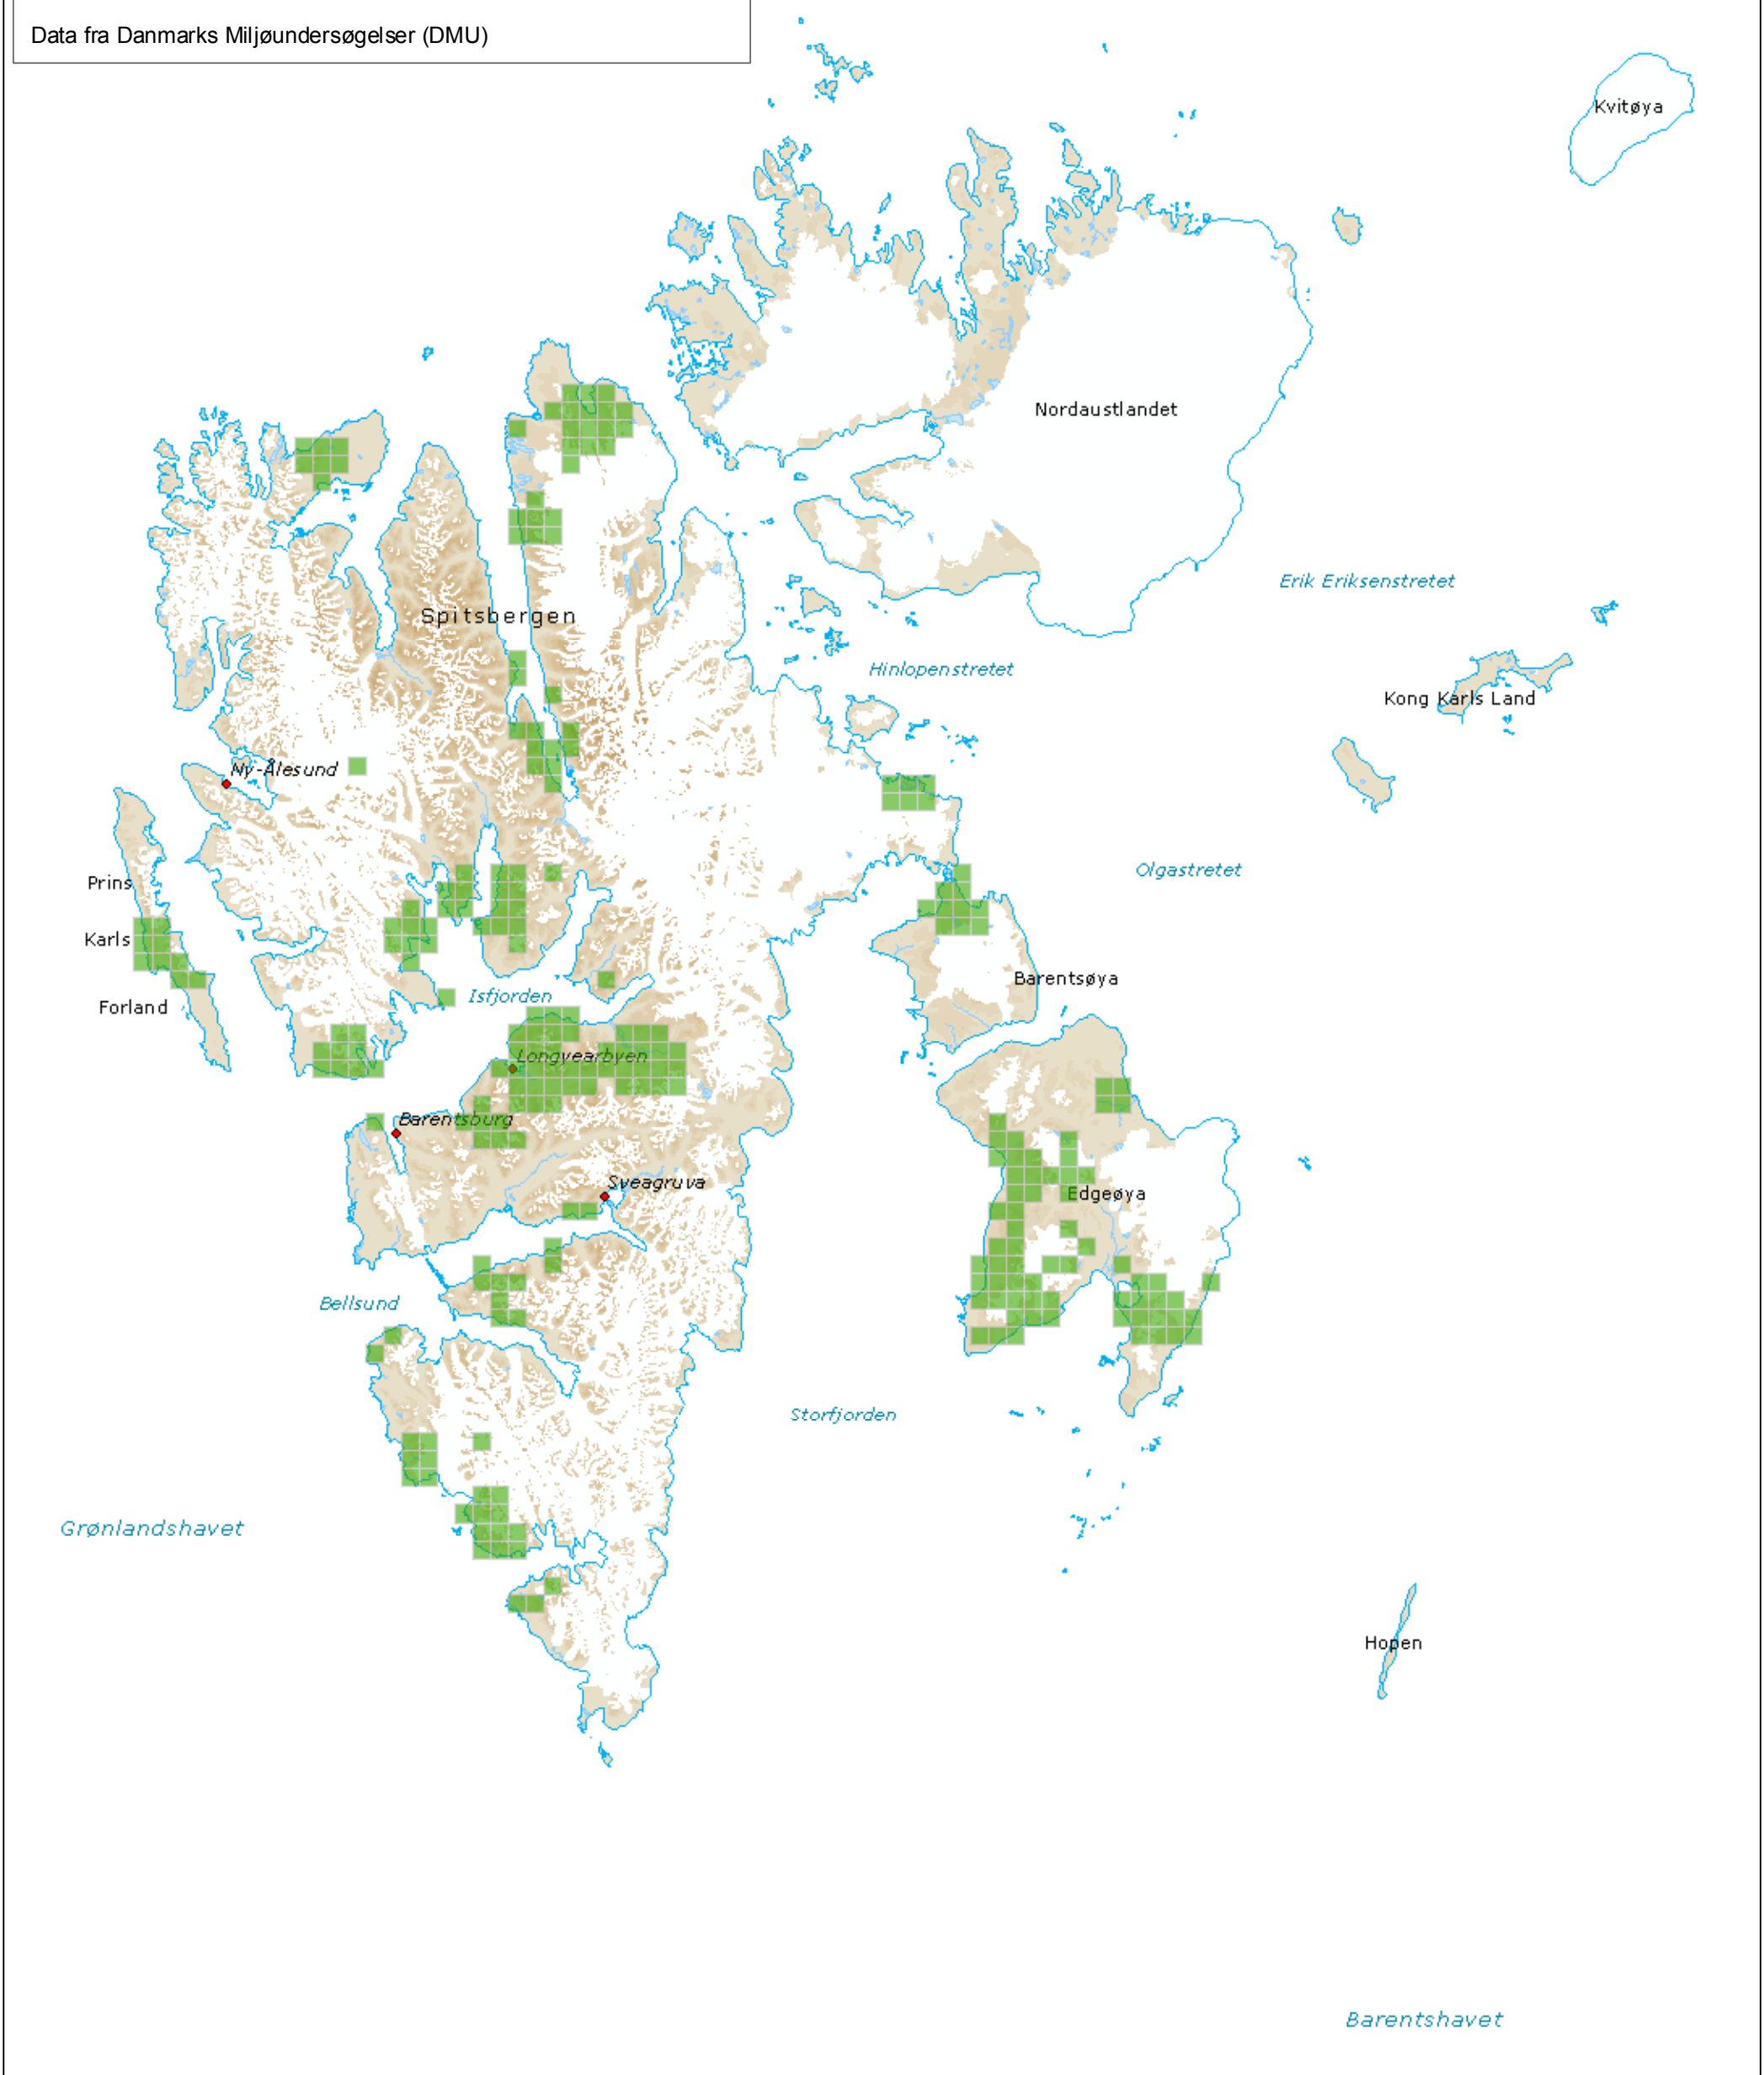 Data fra Danmarks Miljøundersøgelser (DMU)
Kvitøya
Nordaustlandet
Erik Eriksenstretet
Spitsbergen
Hinlopenstretet
Kong Karls Land
Ny-Ålesund
Olgastretet
Prins
Karls
Forland
Barentsøya
Isfjorden
Longyearbyen
Barentsburg
Sveagruva
Edgeøya
Bellsund
Storfjorden
Grønlandshavet
Hopen
Barentshavet